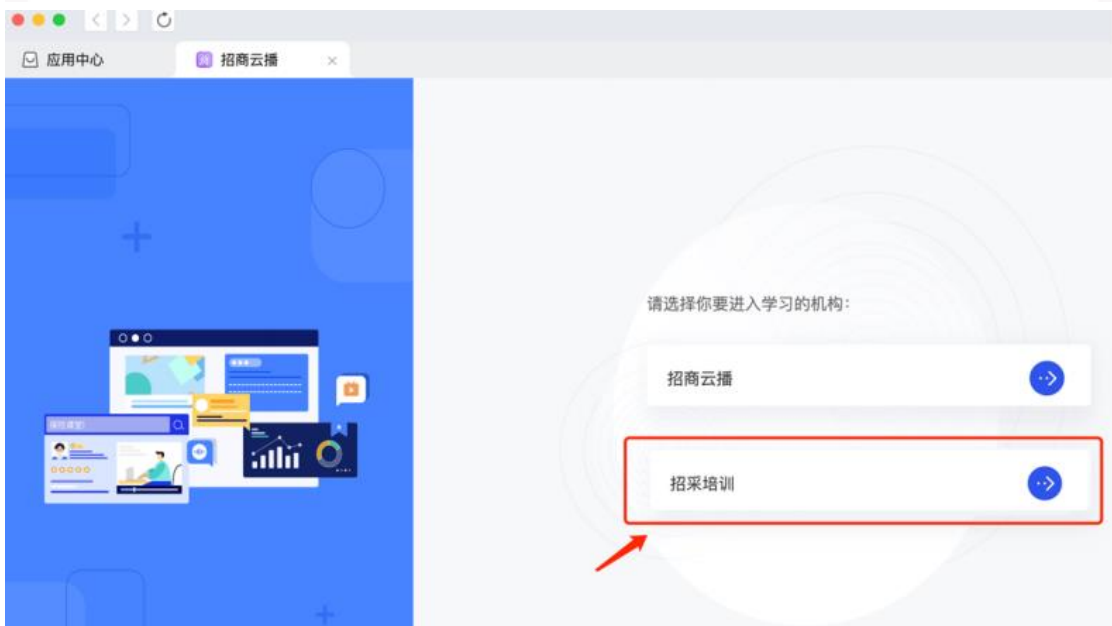 应用中心
招商云播
请选择你要进入学习的机构:
招商云播
招采培训